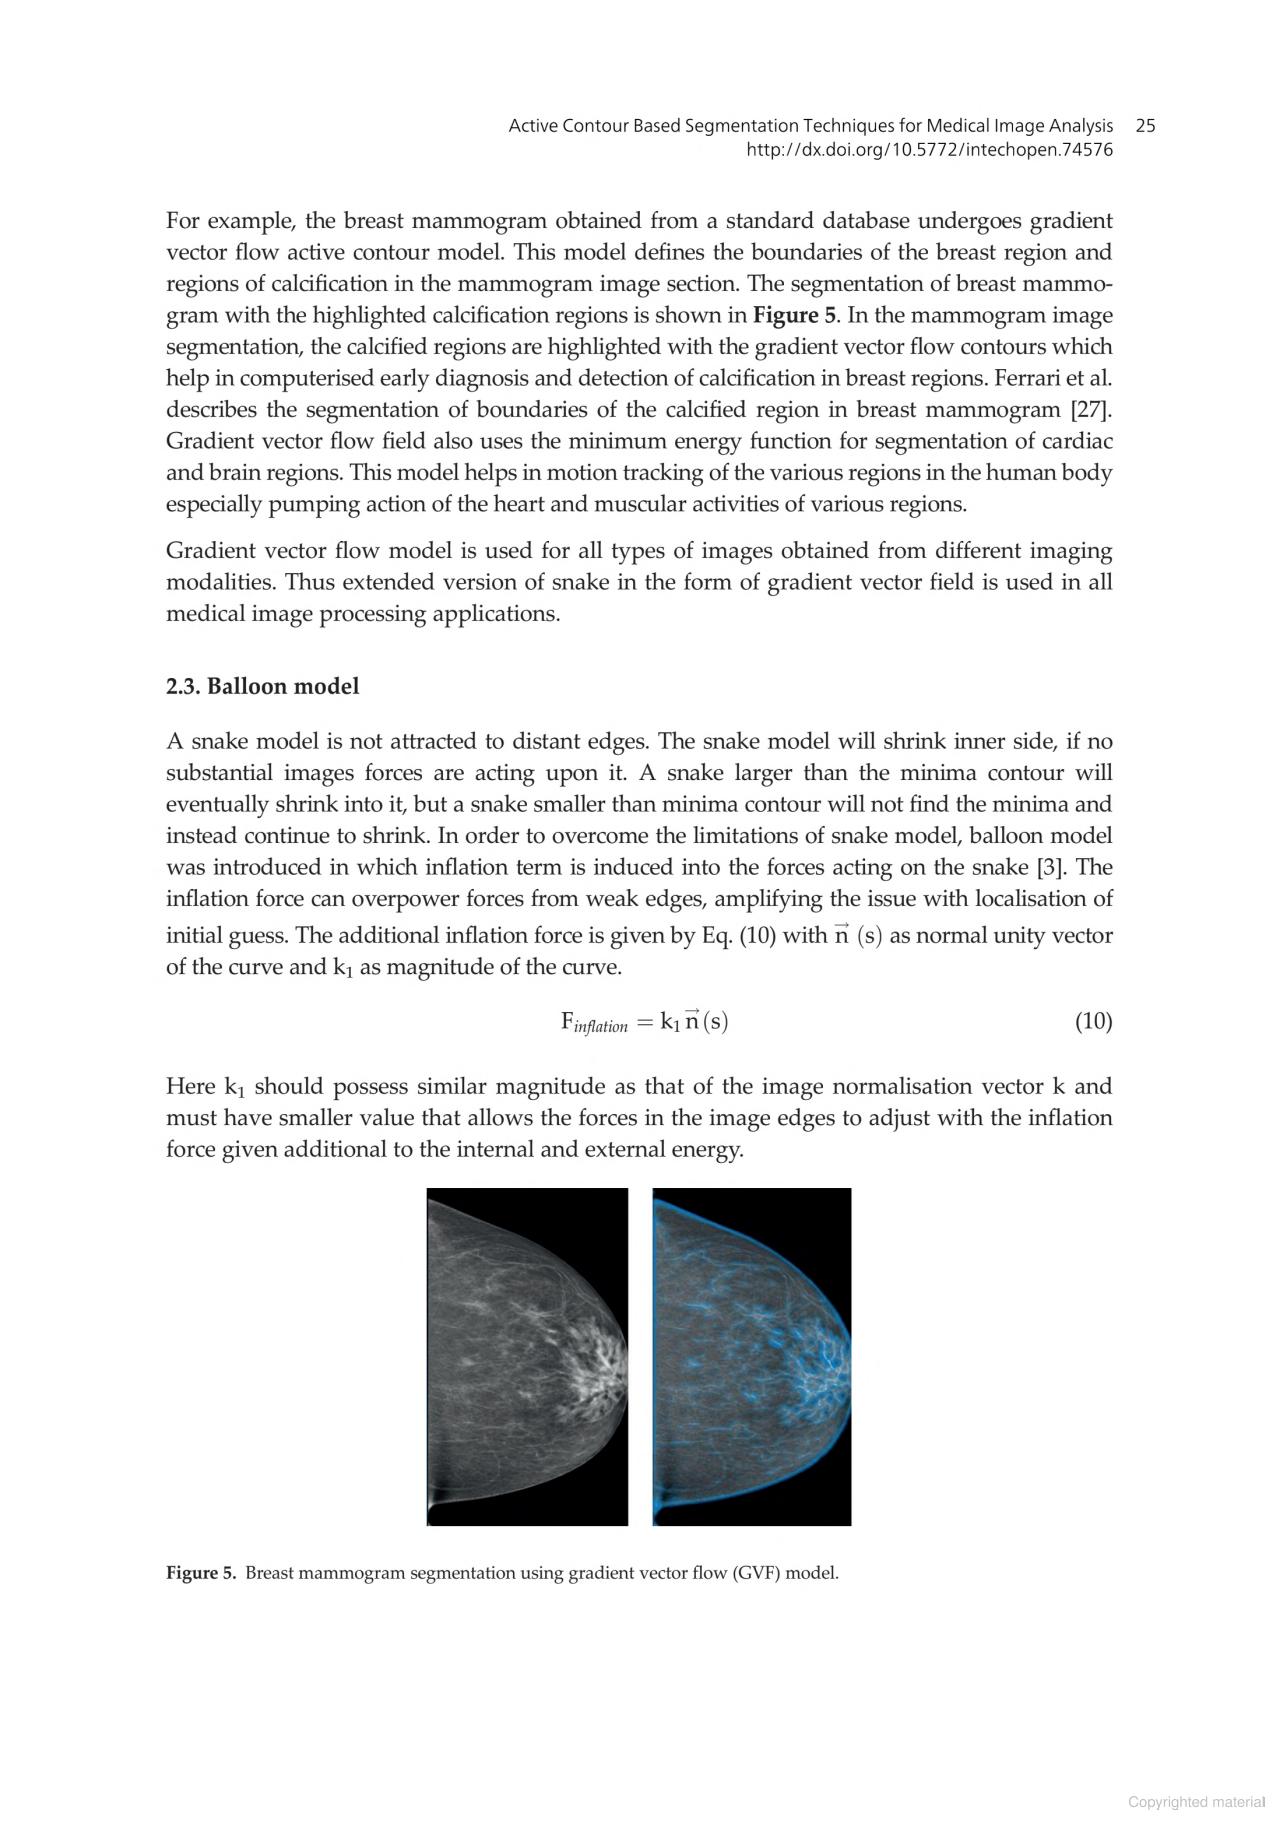 Active Contour Based Segmentation Techniques for Medical Image Analysis 25
http://dx.doi.org/10.5772/intechopen.74576
For example, the breast mammogram obtained from a standard database undergoes gradient
vector flow active contour model. This model defines the boundaries of the breast region and
regions of calcification in the mammogram image section. The segmentation of breast mammo-
gram with the highlighted calcification regions is shown in Figure 5. In the mammogram image
segmentation, the calcified regions are highlighted with the gradient vector flow contours which
help in computerised early diagnosis and detection of calcification in breast regions. Ferrari et al.
describes the segmentation of boundaries of the calcified region in breast mammogram [27].
Gradient vector flow field also uses the minimum energy function for segmentation of cardiac
and brain regions. This model helps in motion tracking of the various regions in the human body
especially pumping action of the heart and muscular activities of various regions.
Gradient vector flow model is used for all types of images obtained from different imaging
modalities. Thus extended version of snake in the form of gradient vector field is used in all
medical image processing applications.
2.3. Balloon model
A snake model is not attracted to distant edges. The snake model will shrink inner side, if no
substantial images forces are acting upon it. A snake larger than the minima contour will
eventually shrink into it, but a snake smaller than minima contour will not find the minima and
instead continue to shrink. In order to overcome the limitations of snake model, balloon model
was introduced in which inflation term is induced into the forces acting on the snake [3]. The
inflation force can overpower forces from weak edges, amplifying the issue with localisation of
initial guess. The additional inflation force is given by Eq. (10) with n⃗ (s) as normal unity vector
of the curve and k₁ as magnitude of the curve.
F_inflation = k₁ n⃗(s) (10)
Here k₁ should possess similar magnitude as that of the image normalisation vector k and
must have smaller value that allows the forces in the image edges to adjust with the inflation
force given additional to the internal and external energy.
Figure 5. Breast mammogram segmentation using gradient vector flow (GVF) model.
Copyrighted material